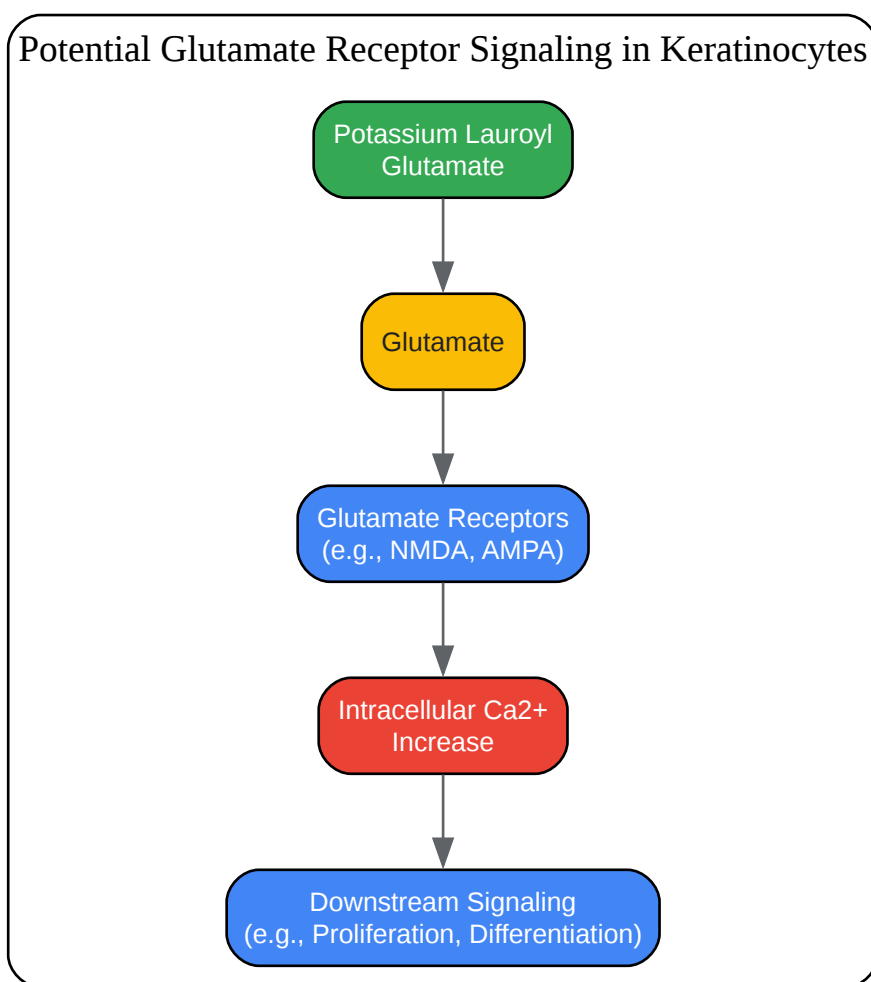 Potential Glutamate Receptor Signaling in Keratinocytes
Potassium Lauroyl
Glutamate
Glutamate
Glutamate Receptors
(e.g., NMDA, AMPA)
Intracellular Ca2+
Increase
Downstream Signaling
(e.g., Proliferation, Differentiation)